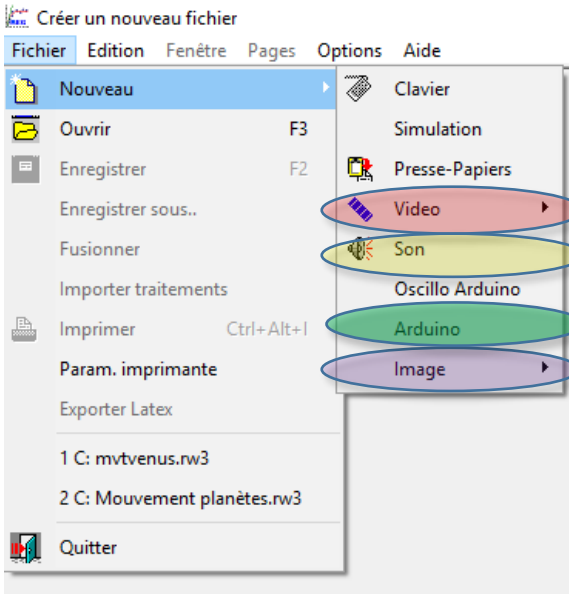 Créer un nouveau fichier
Fichier Edition Fenêtre Pages Options Aide
Nouveau
Ouvrir F3
Enregistrer F2
Enregistrer sous..
Fusionner
Importer traitements
Imprimer Ctrl+Alt+I
Param. imprimante
Exporter Latex
1 C: mvtvenus.rw3
2 C: Mouvement planètes.rw3
Quitter
Clavier
Simulation
Presse-Papiers
Video
Son
Oscillo Arduino
Arduino
Image